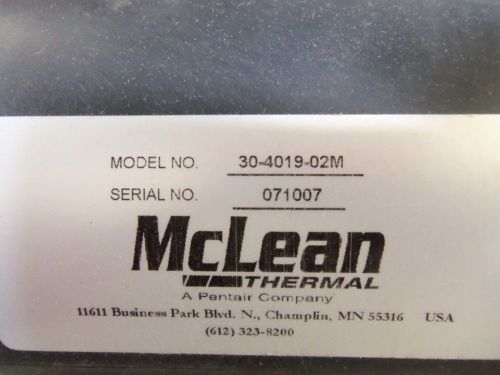 MODEL NO. 30-4019-02M
SERIAL NO. 071007
McLean
THERMAL
A Pentair Company
11611 Business Park Blvd. N., Champlin, MN 55316 USA
(612) 323-8200